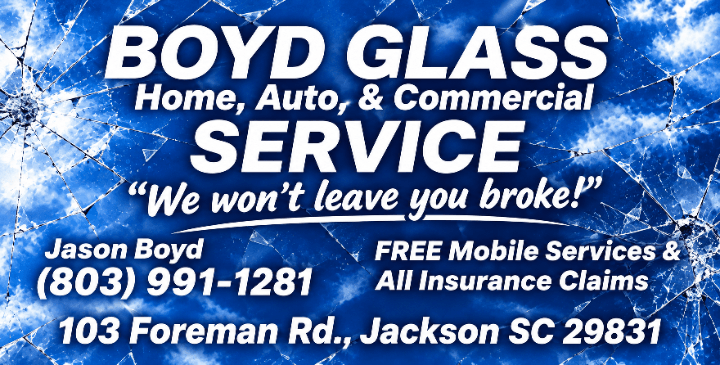 BOYD GLASS
Home, Auto, & Commercial
SERVICE
“We won’t leave you broke!”
Jason Boyd
(803) 991-1281
FREE Mobile Services &
All Insurance Claims
103 Foreman Rd., Jackson SC 29831